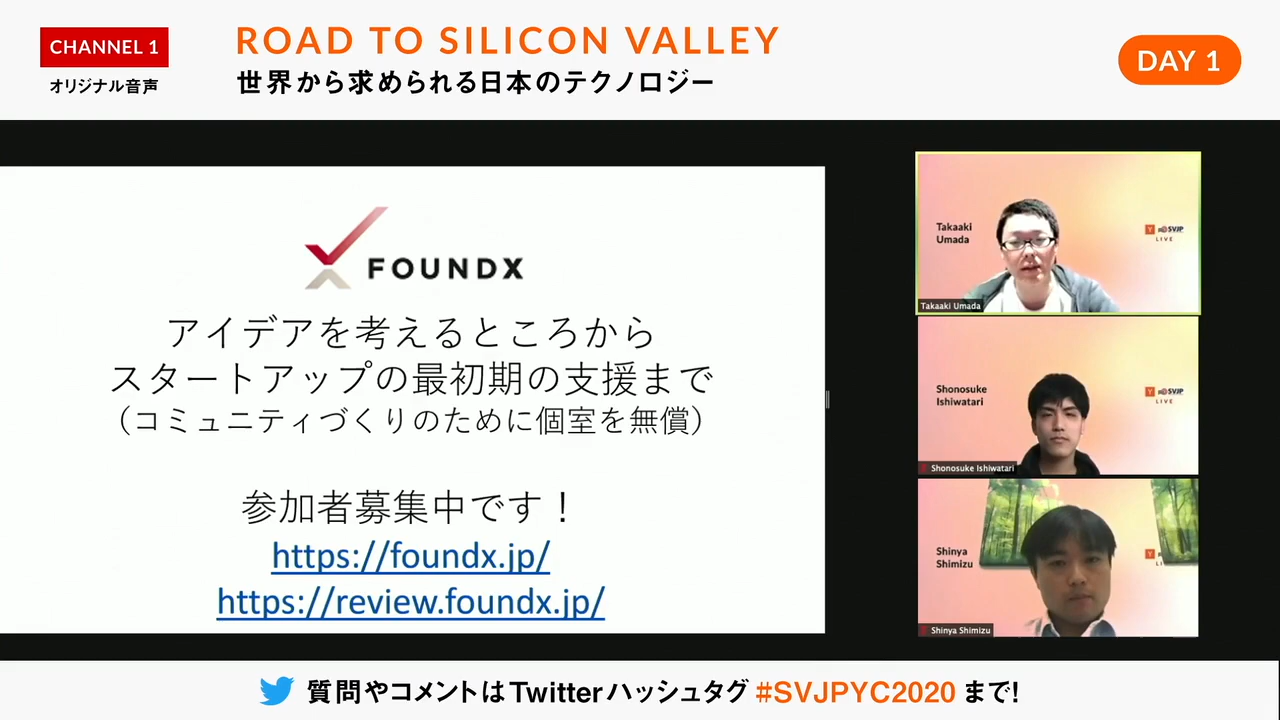 CHANNEL 1
オリジナル音声
ROAD TO SILICON VALLEY
世界から求められる日本のテクノロジー
DAY 1
FOUNDX
アイデアを考えるところから
スタートアップの最初期の支援まで
（コミュニティづくりのために個室を無償）
参加者募集中です！
https://foundx.jp/
https://review.foundx.jp/
Takaaki
Umada
Y SVJP
LIVE
Takaaki Umada
Shonosuke
Ishiwatari
Y SVJP
LIVE
Shonosuke Ishiwatari
Shinya
Shimizu
Y
Shinya Shimizu
質問やコメントはTwitterハッシュタグ #SVJPYC2020 まで!